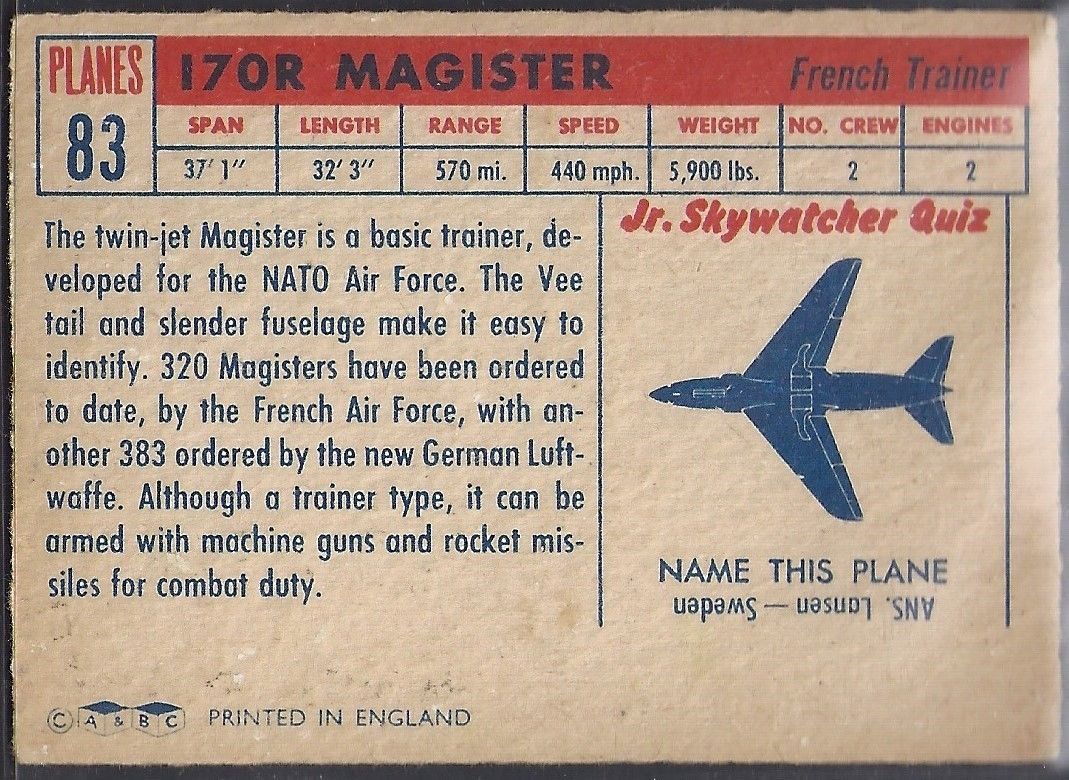 PLANES
83
170R MAGISTER French Trainer
SPAN LENGTH RANGE SPEED WEIGHT NO. CREW ENGINES
37' 1" 32' 3" 570 mi. 440 mph. 5,900 lbs. 2 2
The twin-jet Magister is a basic trainer, de-
veloped for the NATO Air Force. The Vee
tail and slender fuselage make it easy to
identify. 320 Magisters have been ordered
to date, by the French Air Force, with an-
other 383 ordered by the new German Luft-
waffe. Although a trainer type, it can be
armed with machine guns and rocket mis-
siles for combat duty.
Jr. Skywatcher Quiz
NAME THIS PLANE
ANS. Lansen — Sweden
© A & B C PRINTED IN ENGLAND